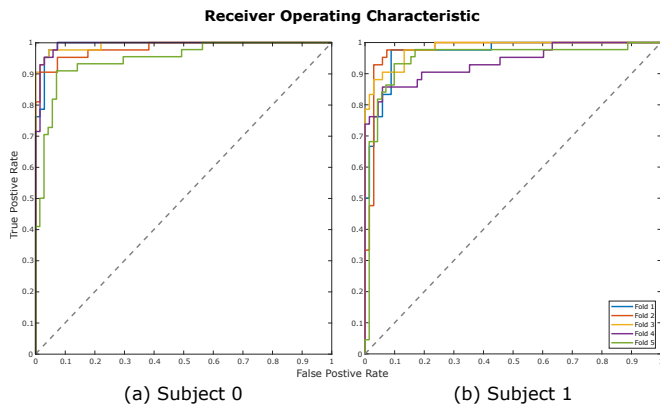 Receiver Operating Characteristic
True Postive Rate
1
0.9
0.8
0.7
0.6
0.5
0.4
0.3
0.2
0.1
0
0 0.1 0.2 0.3 0.4 0.5 0.6 0.7 0.8 0.9 1
1
0.9
0.8
0.7
0.6
0.5
0.4
0.3
0.2
0.1
0
0 0.1 0.2 0.3 0.4 0.5 0.6 0.7 0.8 0.9 1
Fold 1
Fold 2
Fold 3
Fold 4
Fold 5
False Postive Rate
(a) Subject 0
(b) Subject 1